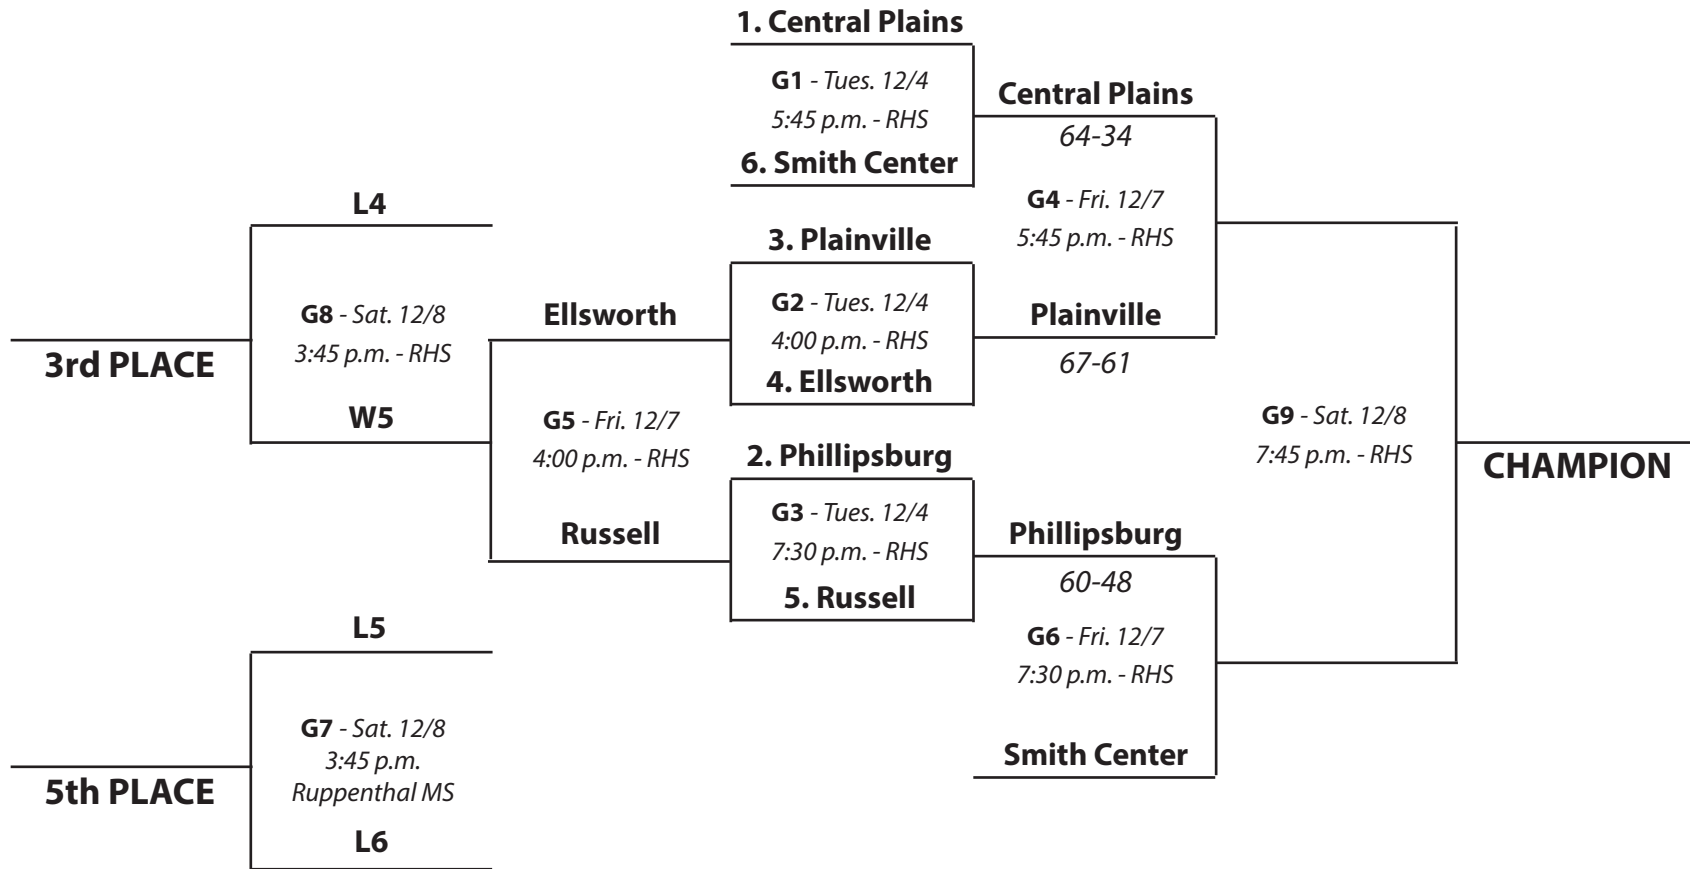 1. Central Plains
G1 - Tues. 12/4
5:45 p.m. - RHS
6. Smith Center
Central Plains
64-34
G4 - Fri. 12/7
5:45 p.m. - RHS
3. Plainville
G2 - Tues. 12/4
4:00 p.m. - RHS
4. Ellsworth
Plainville
67-61
L4
G8 - Sat. 12/8
3:45 p.m. - RHS
3rd PLACE
W5
Ellsworth
G5 - Fri. 12/7
4:00 p.m. - RHS
Russell
2. Phillipsburg
G3 - Tues. 12/4
7:30 p.m. - RHS
5. Russell
Phillipsburg
60-48
G6 - Fri. 12/7
7:30 p.m. - RHS
Smith Center
G9 - Sat. 12/8
7:45 p.m. - RHS
CHAMPION
L5
G7 - Sat. 12/8
3:45 p.m.
Ruppenthal MS
5th PLACE
L6